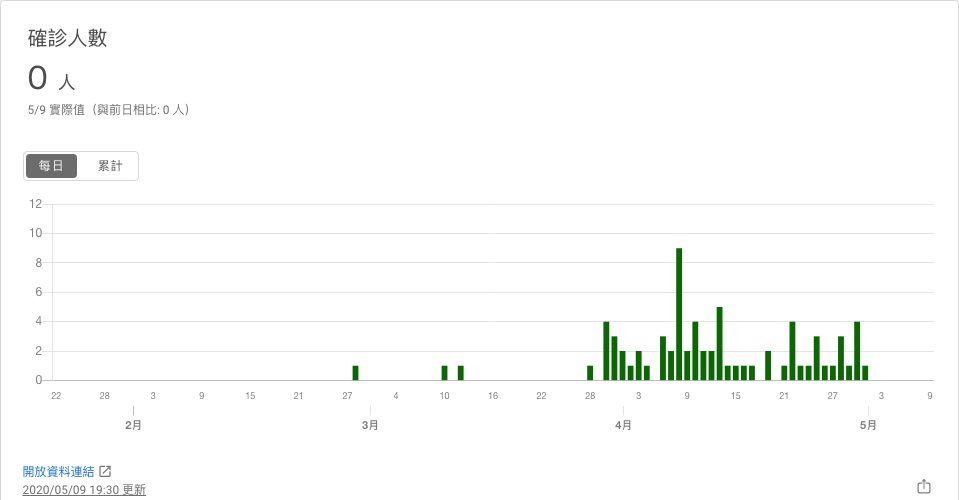 確診人數
0 人
5/9 實際值（與前日相比: 0 人）
每日 累計
12
10
8
6
4
2
0
22 28 3 9 15 21 27 4 10 16 22 28 3 9 15 21 27 3 9
2月 3月 4月 5月
開放資料連結
2020/05/09 19:30 更新